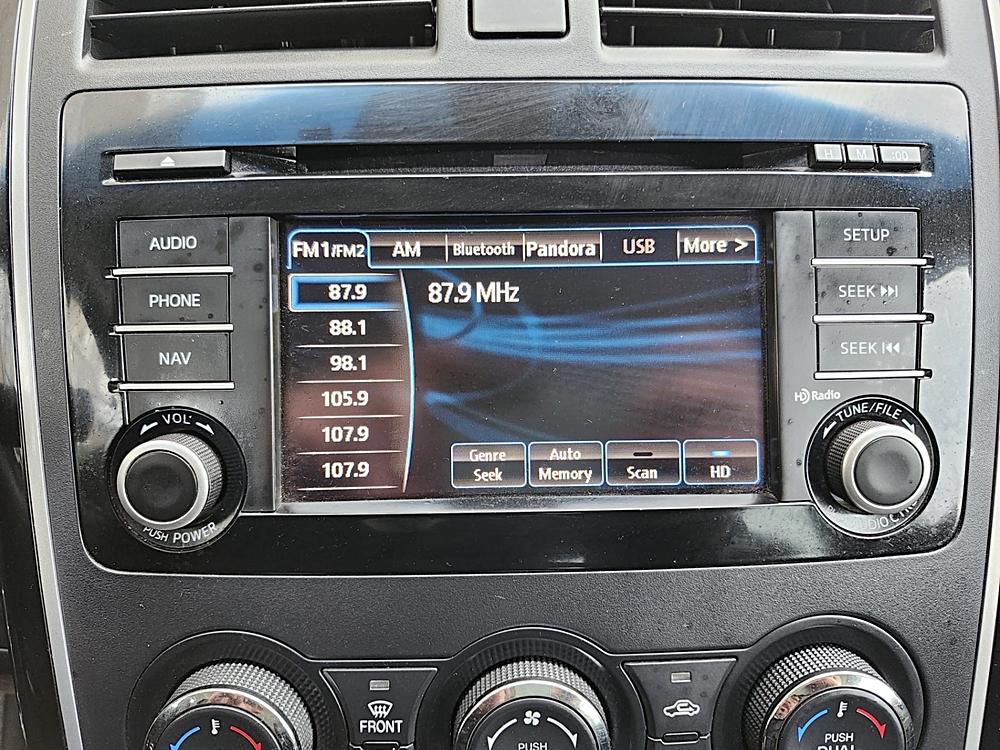 H M :00
AUDIO
PHONE
NAV
VOL
PUSH POWER
FM1/FM2 AM Bluetooth Pandora USB More >
87.9
88.1
98.1
105.9
107.9
107.9
87.9 MHz
Genre Seek
Auto Memory
Scan
HD
SETUP
SEEK
SEEK
HD Radio
TUNE/FILE
FRONT
PUSH
PUSH
DUAL